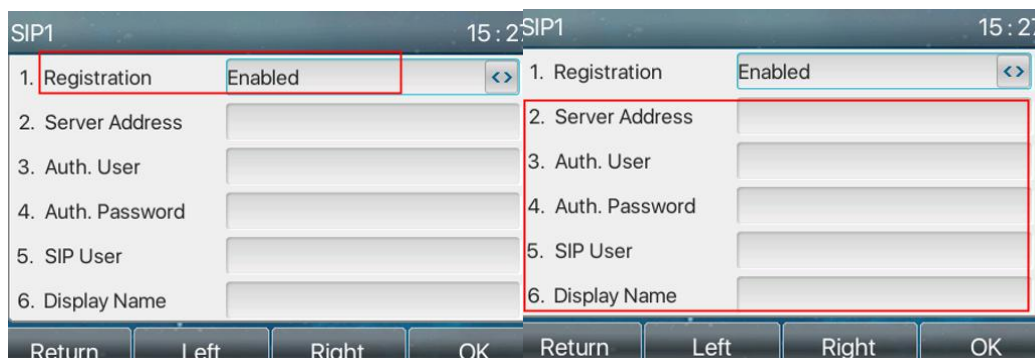 SIP1 15:2
1. Registration Enabled <>
2. Server Address
3. Auth. User
4. Auth. Password
5. SIP User
6. Display Name
Return Left Right OK
SIP1 15:2
1. Registration Enabled <>
2. Server Address
3. Auth. User
4. Auth. Password
5. SIP User
6. Display Name
Return Left Right OK